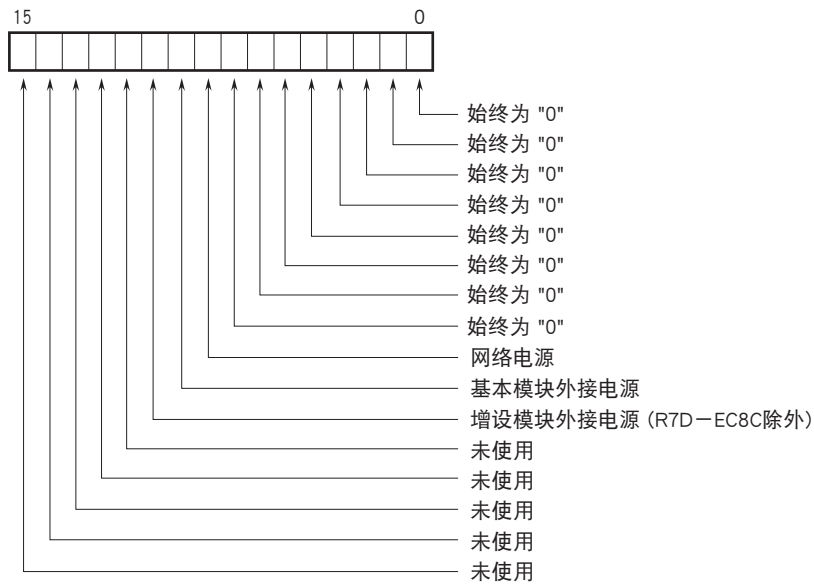 15 0
始终为 "0"
始终为 "0"
始终为 "0"
始终为 "0"
始终为 "0"
始终为 "0"
始终为 "0"
始终为 "0"
网络电源
基本模块外接电源
增设模块外接电源 (R7D－EC8C除外)
未使用
未使用
未使用
未使用
未使用